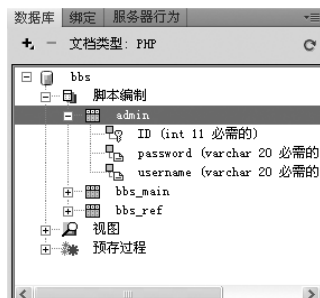 数据库 绑定 服务器行为
文档类型: PHP
bbs
脚本编制
admin
ID (int 11 必需的)
password (varchar 20 必需的
username (varchar 20 必需的
bbs_main
bbs_ref
视图
预存过程